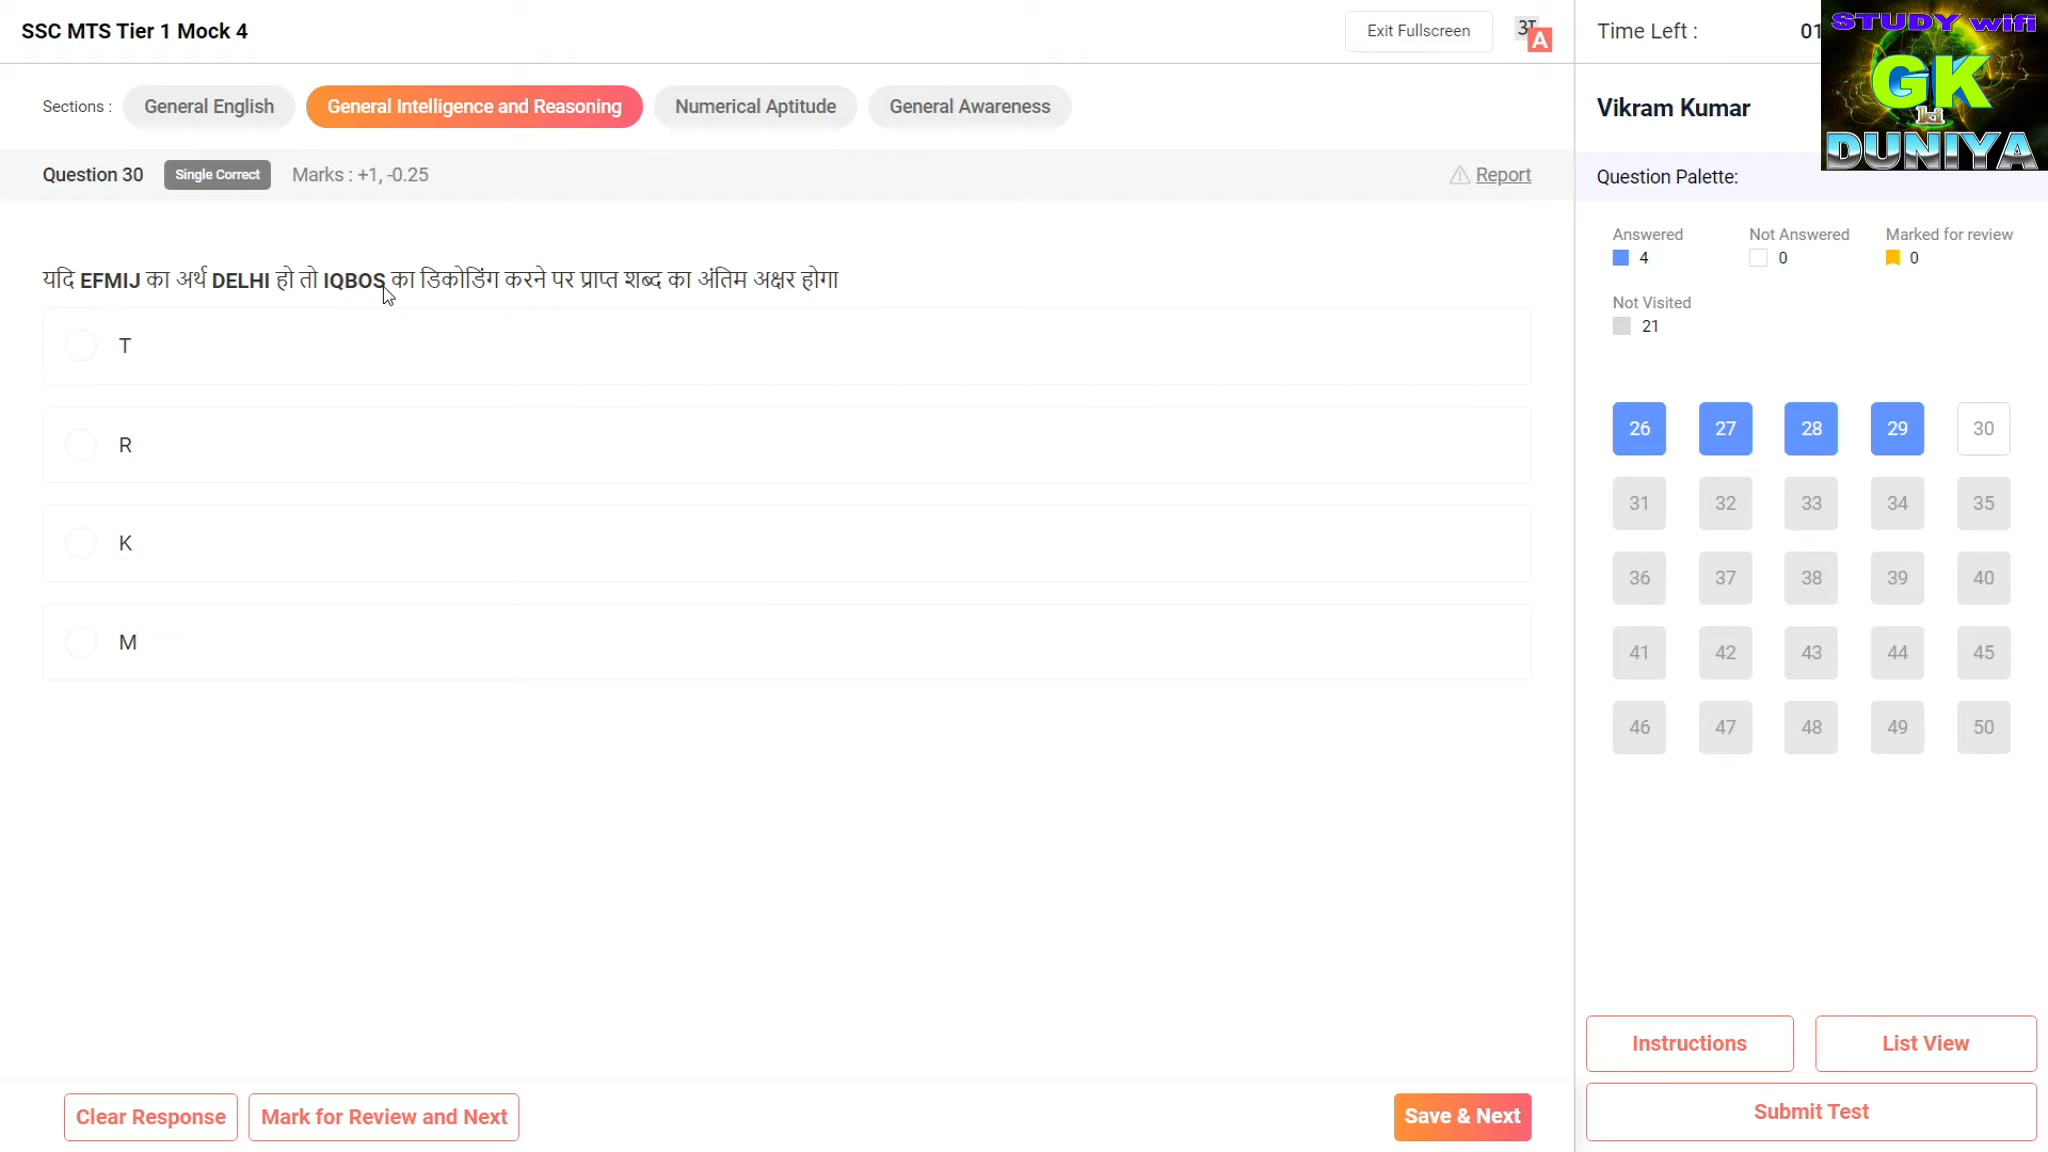 SSC MTS Tier 1 Mock 4
Exit Fullscreen
Time Left :
STUDY wifi
GK
ki
DUNIYA
Sections :
General English
General Intelligence and Reasoning
Numerical Aptitude
General Awareness
Vikram Kumar
Question 30
Single Correct
Marks : +1, -0.25
Report
Question Palette:
यदि EFMIJ का अर्थ DELHI हो तो IQBOS का डिकोडिंग करने पर प्राप्त शब्द का अंतिम अक्षर होगा
T
R
K
M
Answered
4
Not Answered
0
Marked for review
0
Not Visited
21
26 27 28 29 30
31 32 33 34 35
36 37 38 39 40
41 42 43 44 45
46 47 48 49 50
Instructions
List View
Clear Response
Mark for Review and Next
Save & Next
Submit Test